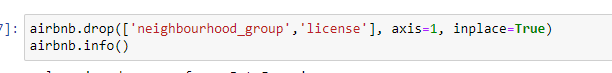 7]: airbnb.drop(['neighbourhood_group','license'], axis=1, inplace=True)
airbnb.info()